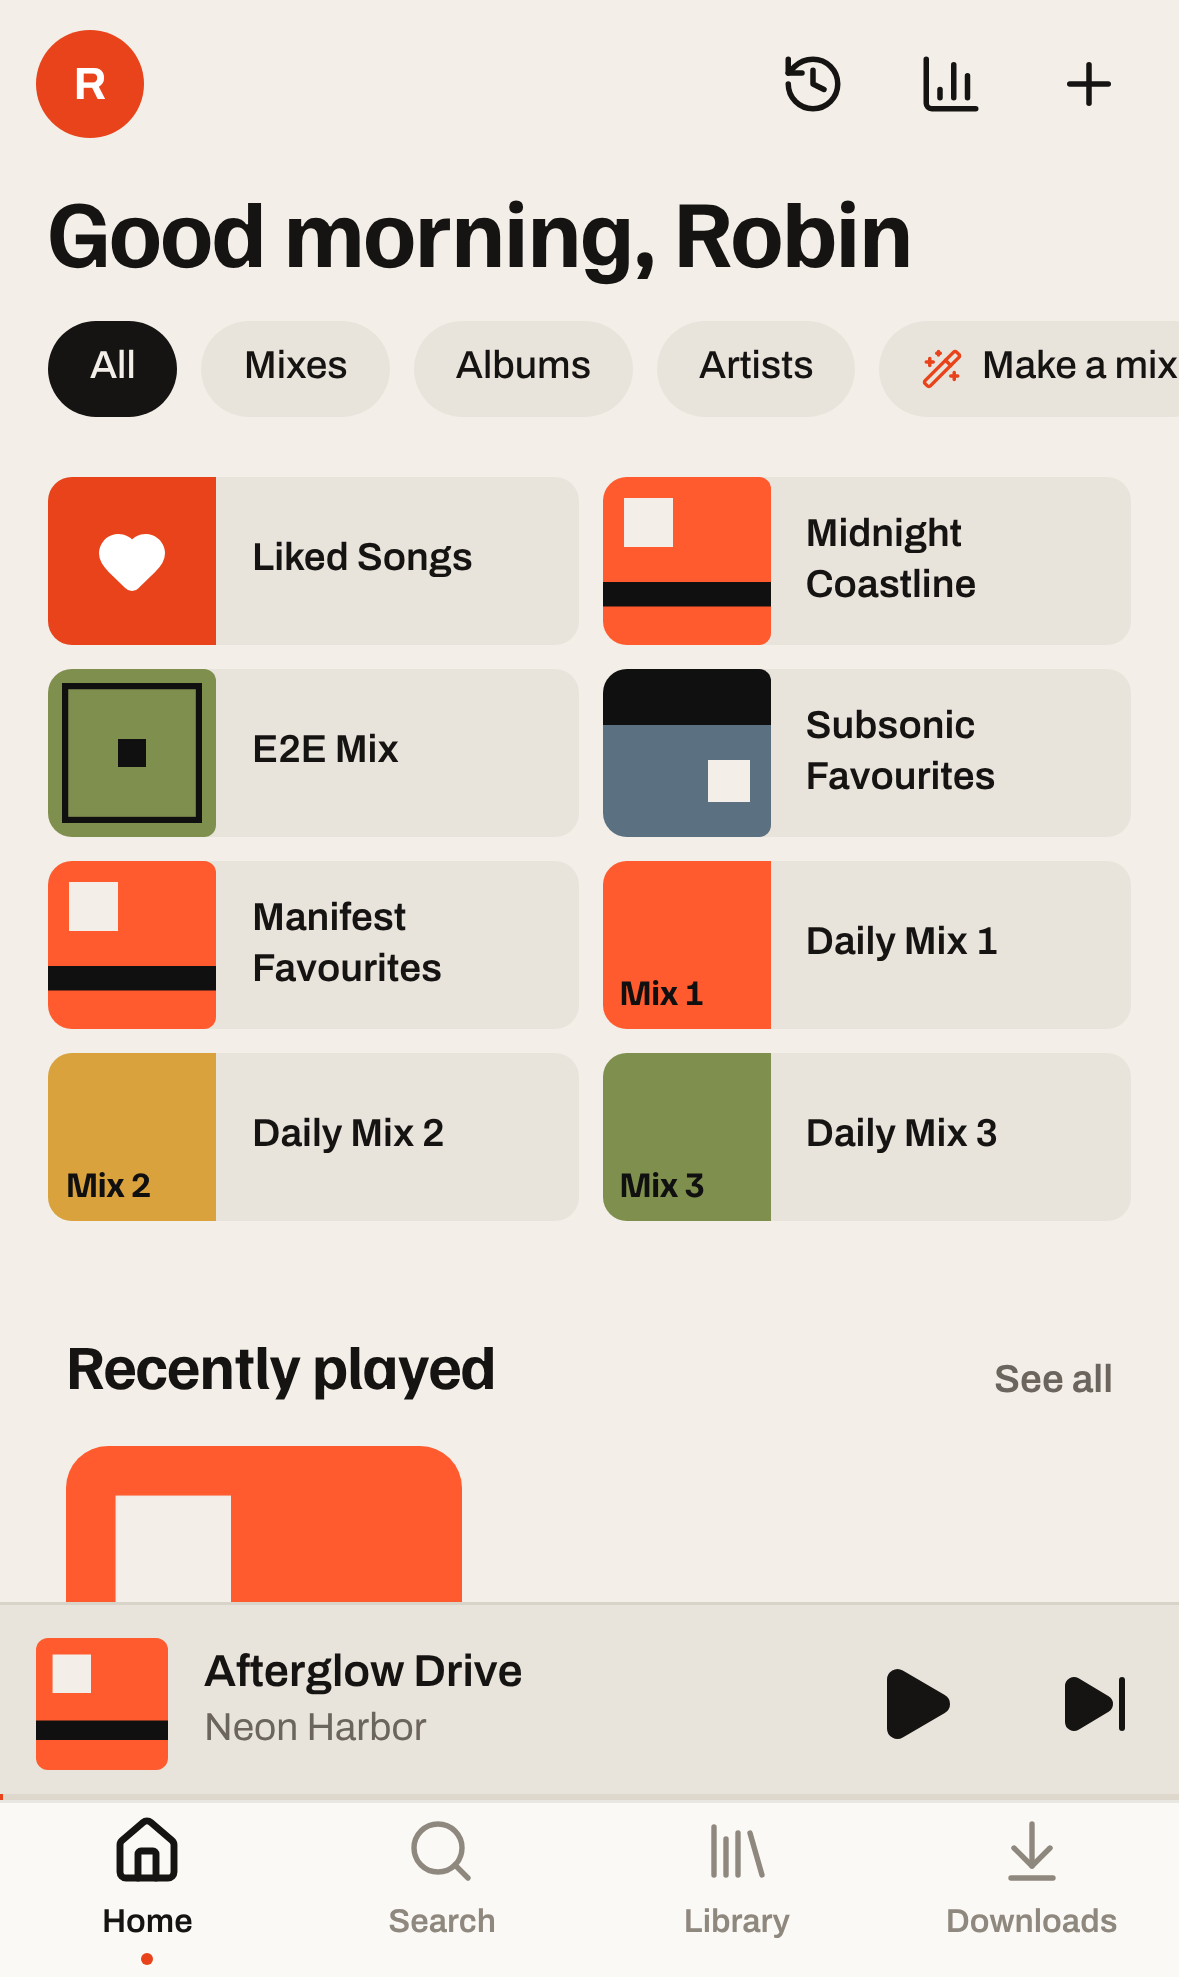 R
Good morning, Robin
All
Mixes
Albums
Artists
Make a mix
Liked Songs
Midnight
Coastline
E2E Mix
Subsonic
Favourites
Manifest
Favourites
Mix 1
Daily Mix 1
Mix 2
Daily Mix 2
Mix 3
Daily Mix 3
Recently played
See all
Afterglow Drive
Neon Harbor
Home
Search
Library
Downloads